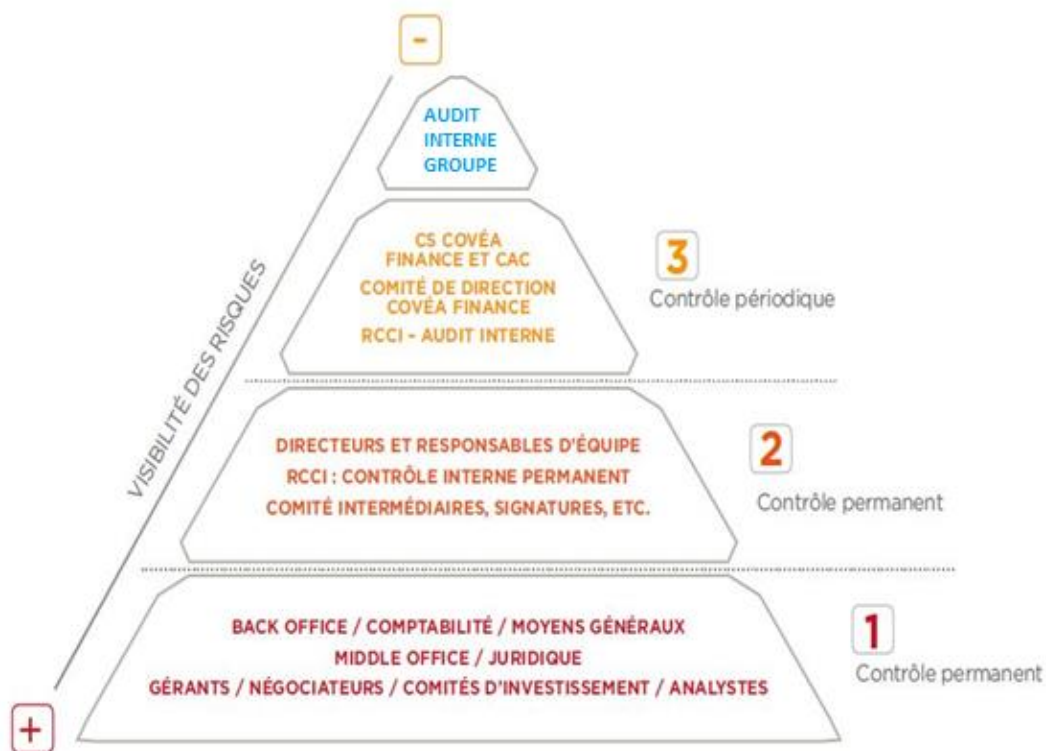 -
AUDIT
INTERNE
GROUPE
CS COVÉA
FINANCE ET CAC
COMITÉ DE DIRECTION
COVÉA FINANCE
RCCI - AUDIT INTERNE
3
Contrôle périodique
VISIBILITÉ DES RISQUES
DIRECTEURS ET RESPONSABLES D'ÉQUIPE
RCCI : CONTRÔLE INTERNE PERMANENT
COMITÉ INTERMÉDIAIRES, SIGNATURES, ETC.
2
Contrôle permanent
BACK OFFICE / COMPTABILITÉ / MOYENS GÉNÉRAUX
MIDDLE OFFICE / JURIDIQUE
GÉRANTS / NÉGOCIATEURS / COMITÉS D'INVESTISSEMENT / ANALYSTES
1
Contrôle permanent
+